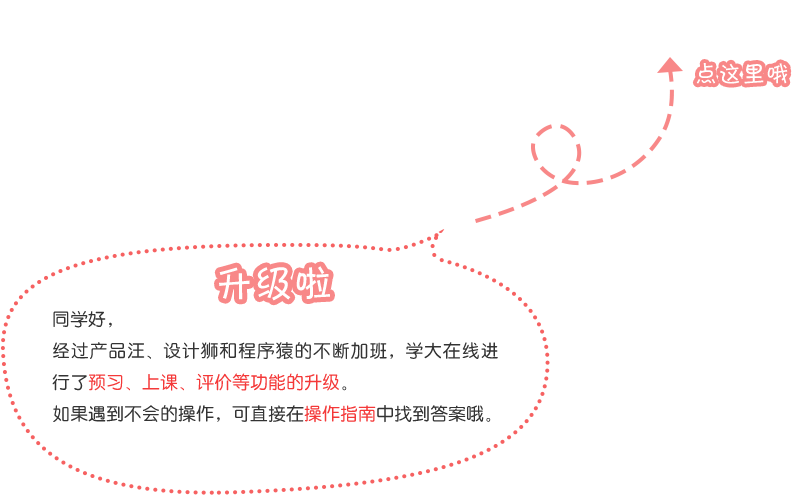 点这里哦
升级啦
同学好，
经过产品汪、设计狮和程序猿的不断加班，学大在线进
行了预习、上课、评价等功能的升级。
如果遇到不会的操作，可直接在操作指南中找到答案哦。